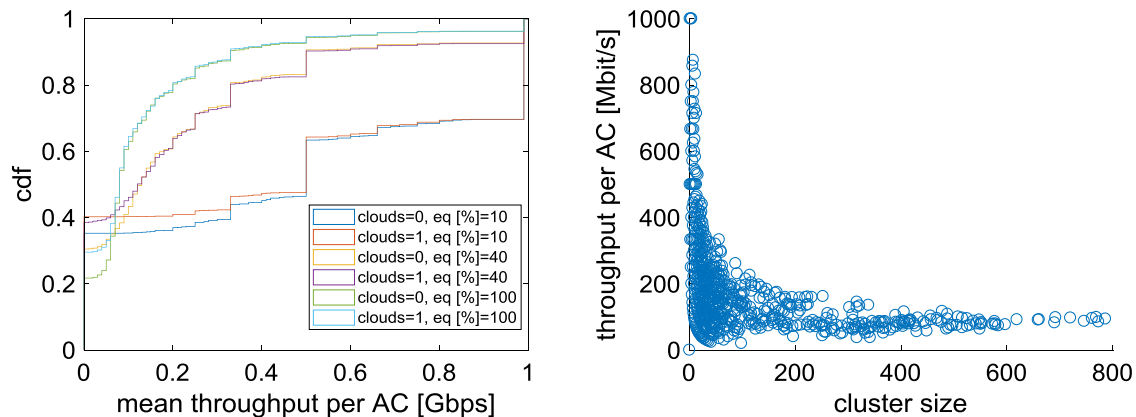 1
0.8
0.6
0.4
0.2
0
cdf
0 0.2 0.4 0.6 0.8 1
mean throughput per AC [Gbps]
clouds=0, eq [%]=10
clouds=1, eq [%]=10
clouds=0, eq [%]=40
clouds=1, eq [%]=40
clouds=0, eq [%]=100
clouds=1, eq [%]=100
1000
800
600
400
200
0
throughput per AC [Mbit/s]
0 200 400 600 800
cluster size